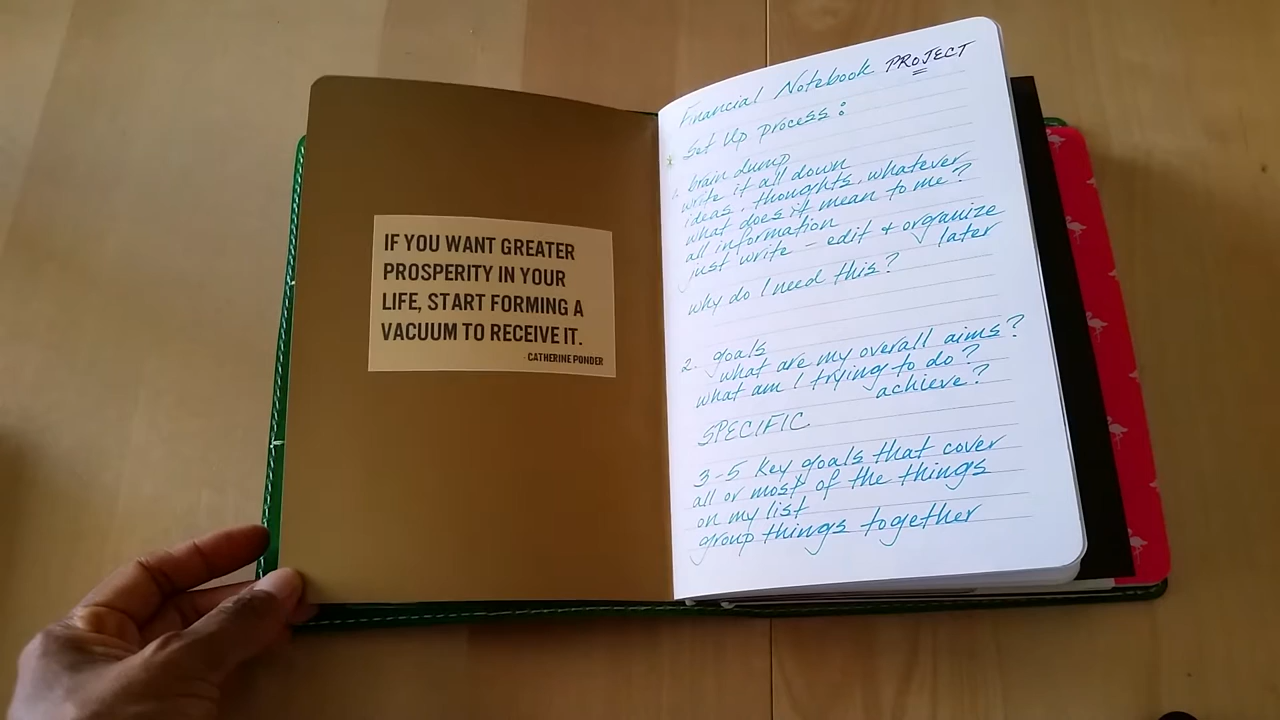 IF YOU WANT GREATER
PROSPERITY IN YOUR
LIFE, START FORMING A
VACUUM TO RECEIVE IT.
- CATHERINE PONDER
Financial Notebook PROJECT
* Set Up process:
1. brain dump
write it all down
ideas, thoughts, whatever
what does it mean to me?
all information
just write - edit + organize
later
why do I need this?
2. goals
what are my overall aims?
what am I trying to do?
achieve?
SPECIFIC
3-5 key goals that cover
all or most of the things
on my list
group things together